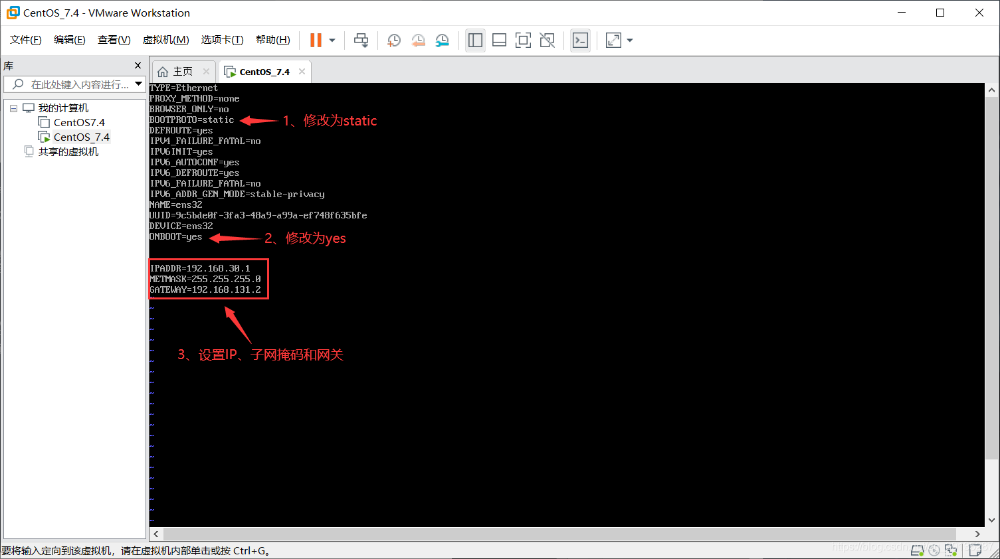 CentOS_7.4 - VMware Workstation
文件(F) 编辑(E) 查看(V) 虚拟机(M) 选项卡(T) 帮助(H)
库
在此处键入内容进行...
我的计算机
CentOS7.4
CentOS_7.4
共享的虚拟机
主页 CentOS_7.4
TYPE=Ethernet
PROXY_METHOD=none
BROWSER_ONLY=no
BOOTPROTO=static
1、修改为static
DEFROUTE=yes
IPV4_FAILURE_FATAL=no
IPV6INIT=yes
IPV6_AUTOCONF=yes
IPV6_DEFROUTE=yes
IPV6_FAILURE_FATAL=no
IPV6_ADDR_GEN_MODE=stable-privacy
NAME=ens32
UUID=9c5bde0f-3fa3-48a9-a99a-ef748f635bfe
DEVICE=ens32
ONBOOT=yes
2、修改为yes
IPADDR=192.168.30.1
METMASK=255.255.255.0
GATEWAY=192.168.131.2
3、设置IP、子网掩码和网关
要将输入定向到该虚拟机，请在虚拟机内部单击或按 Ctrl+G。